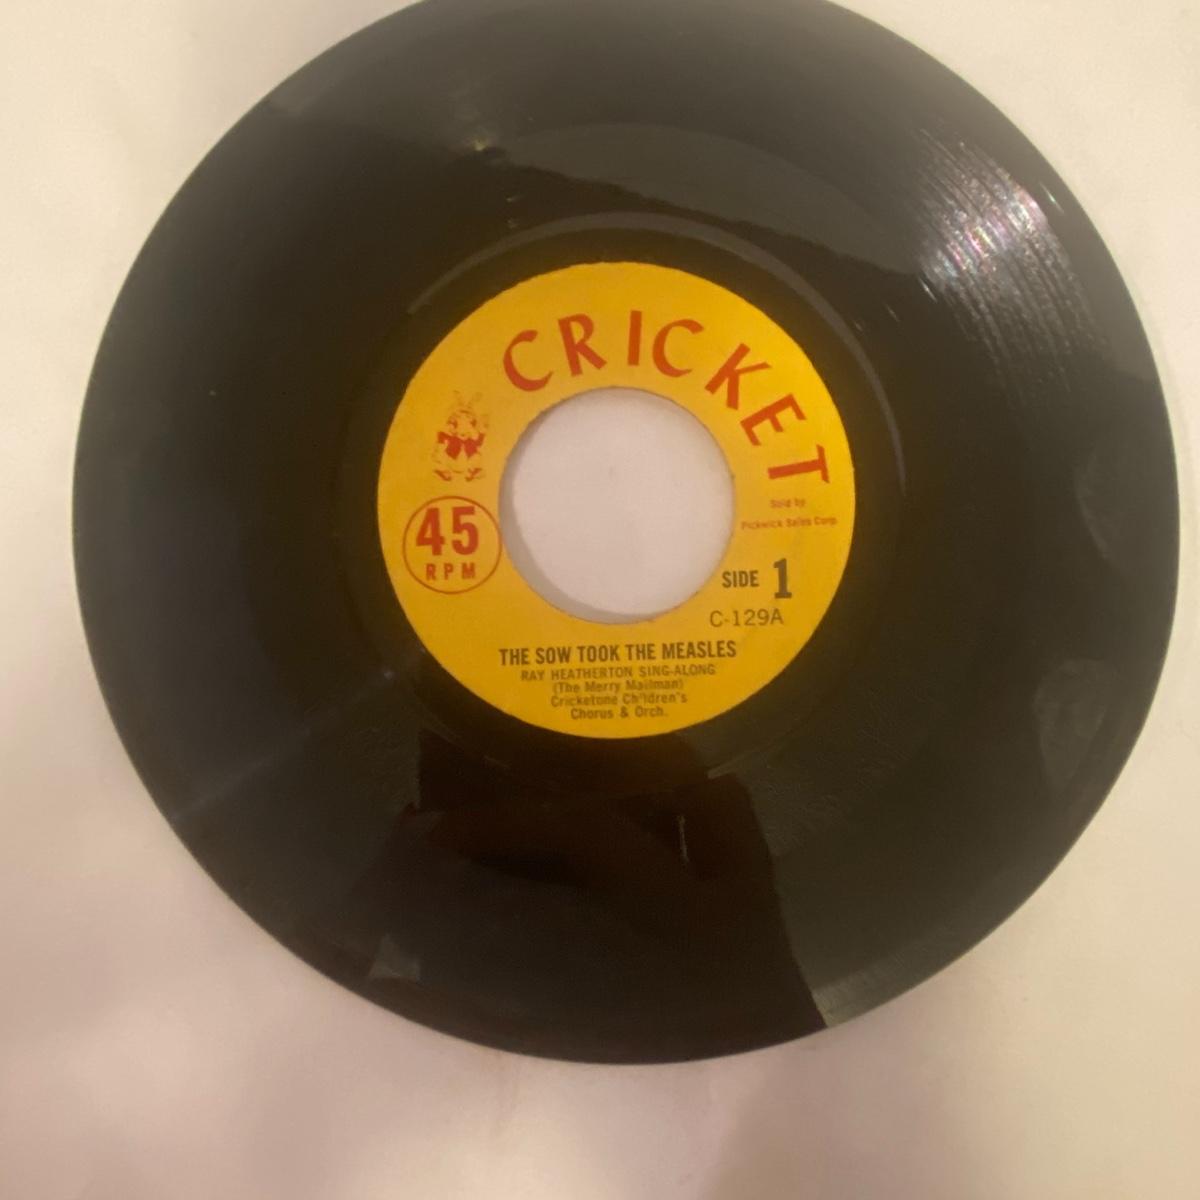 CRICKET
45
RPM
Sold by
Pickwick Sales Corp.
SIDE 1
C-129A
THE SOW TOOK THE MEASLES
RAY HEATHERTON SING-ALONG
(The Merry Mailman)
Cricketone Children's
Chorus & Orch.